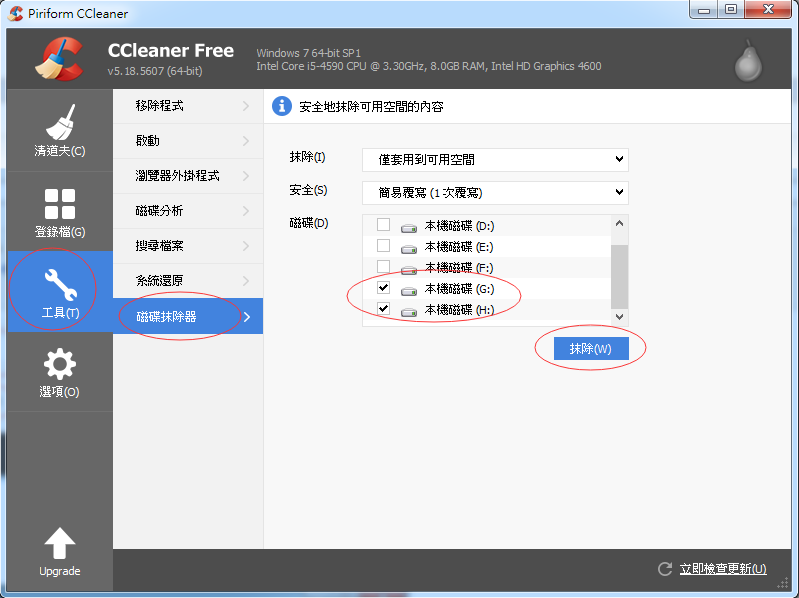 Piriform CCleaner
CCleaner Free
v5.18.5607 (64-bit)
Windows 7 64-bit SP1
Intel Core i5-4590 CPU @ 3.30GHz, 8.0GB RAM, Intel HD Graphics 4600
清道夫(C)
登錄檔(G)
工具(T)
選項(O)
Upgrade
移除程式
啟動
瀏覽器外掛程式
磁碟分析
搜尋檔案
系統還原
磁碟抹除器
安全地抹除可用空間的內容
抹除(I)
僅套用到可用空間
安全(S)
簡易覆寫 (1 次覆寫)
磁碟(D)
本機磁碟 (D:)
本機磁碟 (E:)
本機磁碟 (F:)
本機磁碟 (G:)
本機磁碟 (H:)
抹除(W)
立即檢查更新(U)